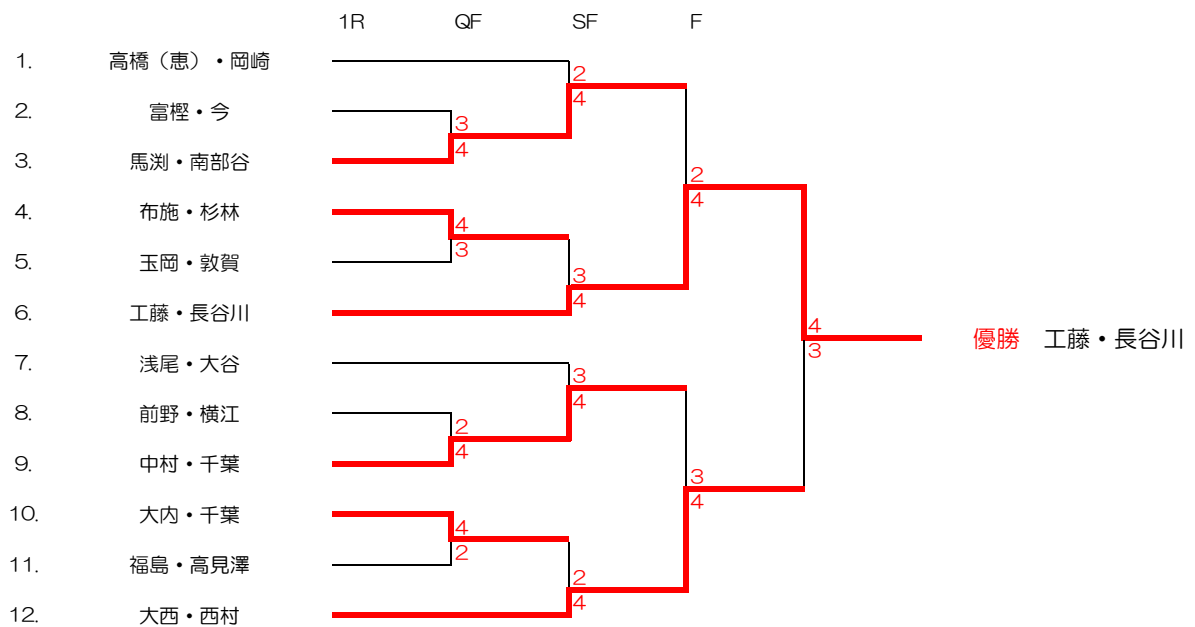 1R QF SF F
1. 高橋（恵）・岡崎
2
4
2. 富樫・今
3
4
3. 馬渕・南部谷
2
4
4. 布施・杉林
4
3
5. 玉岡・敦賀
3
4
6. 工藤・長谷川
4
3
優勝 工藤・長谷川
7. 浅尾・大谷
3
4
8. 前野・横江
2
4
9. 中村・千葉
3
4
10. 大内・千葉
4
2
11. 福島・高見澤
2
4
12. 大西・西村